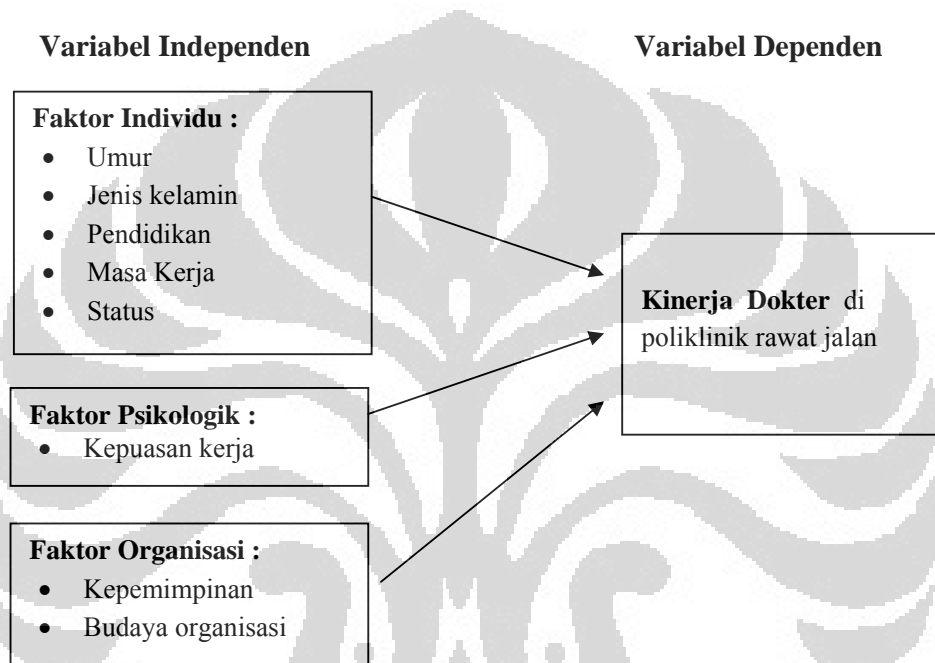 Variabel Independen
Variabel Dependen
Faktor Individu :
• Umur
• Jenis kelamin
• Pendidikan
• Masa Kerja
• Status
Kinerja Dokter di
poliklinik rawat jalan
Faktor Psikologik :
• Kepuasan kerja
Faktor Organisasi :
• Kepemimpinan
• Budaya organisasi